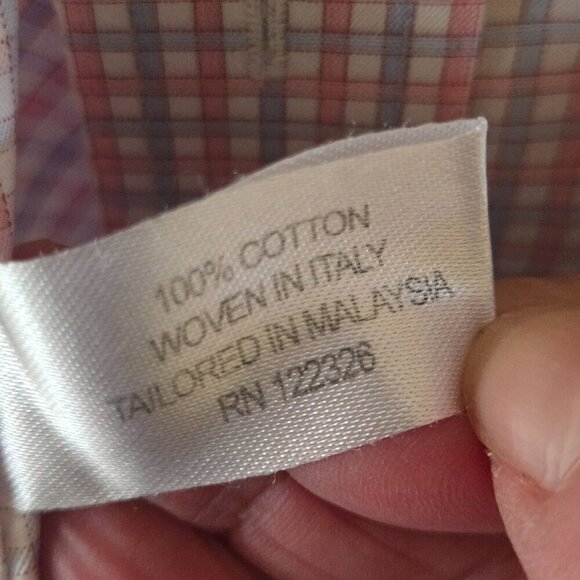 100% COTTON
WOVEN IN ITALY
TAILORED IN MALAYSIA
RN 122326